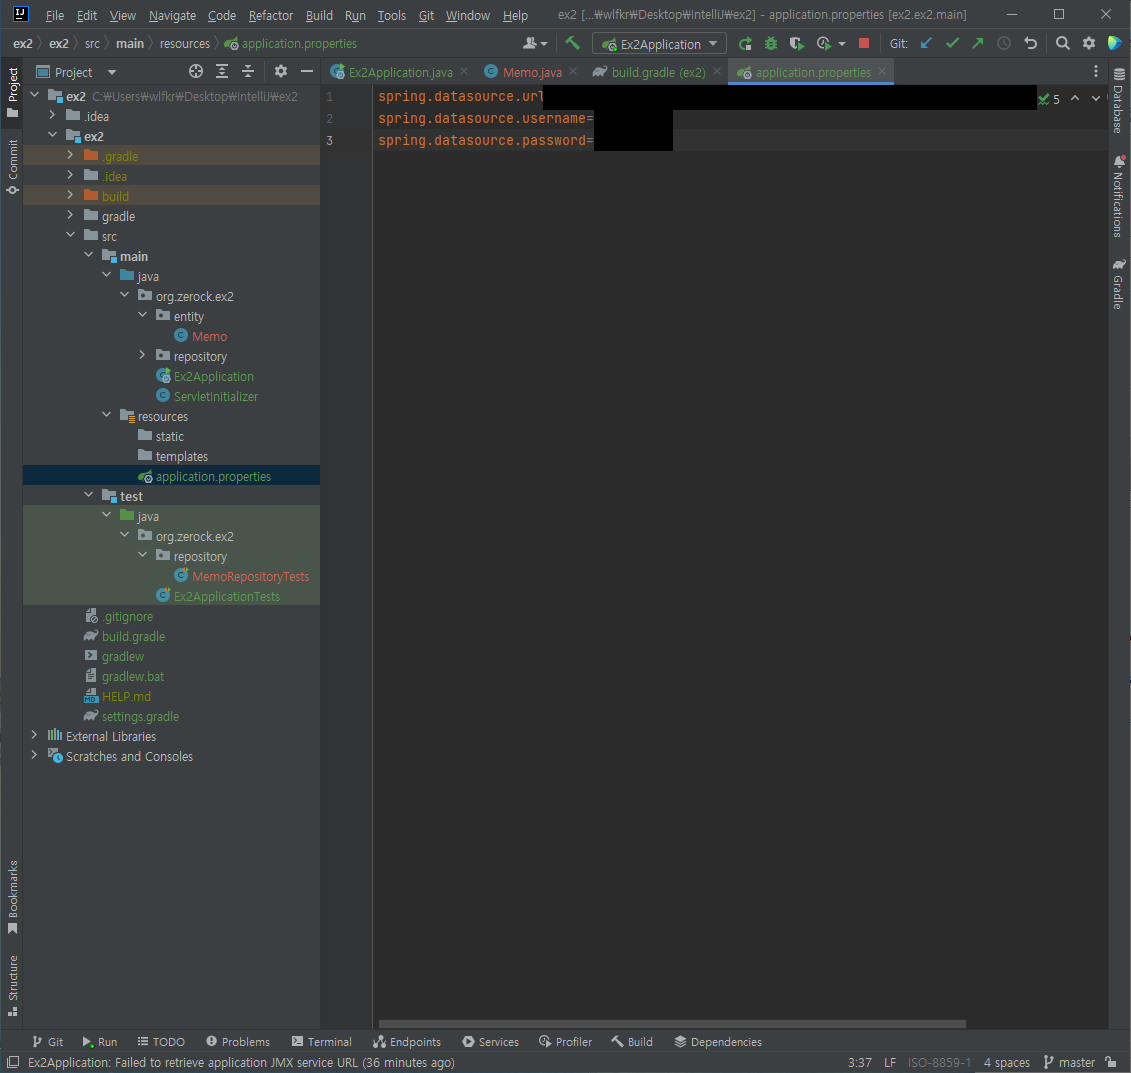 File Edit View Navigate Code Refactor Build Run Tools Git Window Help ex2 [...₩wlfkr₩Desktop₩IntelliJ₩ex2] - application.properties [ex2.ex2.main]
ex2 ex2 src main resources application.properties Ex2Application Git:
Project Ex2Application.java Memo.java build.gradle (ex2) application.properties
ex2 C:₩Users₩wlfkr₩Desktop₩IntelliJ₩ex2
.idea
ex2
.gradle
.idea
build
gradle
src
main
java
org.zerock.ex2
entity
Memo
repository
Ex2Application
ServletInitializer
resources
static
templates
application.properties
test
java
org.zerock.ex2
repository
MemoRepositoryTests
Ex2ApplicationTests
.gitignore
build.gradle
gradlew
gradlew.bat
HELP.md
settings.gradle
External Libraries
Scratches and Consoles
1 spring.datasource.url 5
2 spring.datasource.username=
3 spring.datasource.password=
Project
Commit
Bookmarks
Structure
Database
Notifications
Gradle
Git Run TODO Problems Terminal Endpoints Services Profiler Build Dependencies
Ex2Application: Failed to retrieve application JMX service URL (36 minutes ago) 3:37 LF ISO-8859-1 4 spaces master